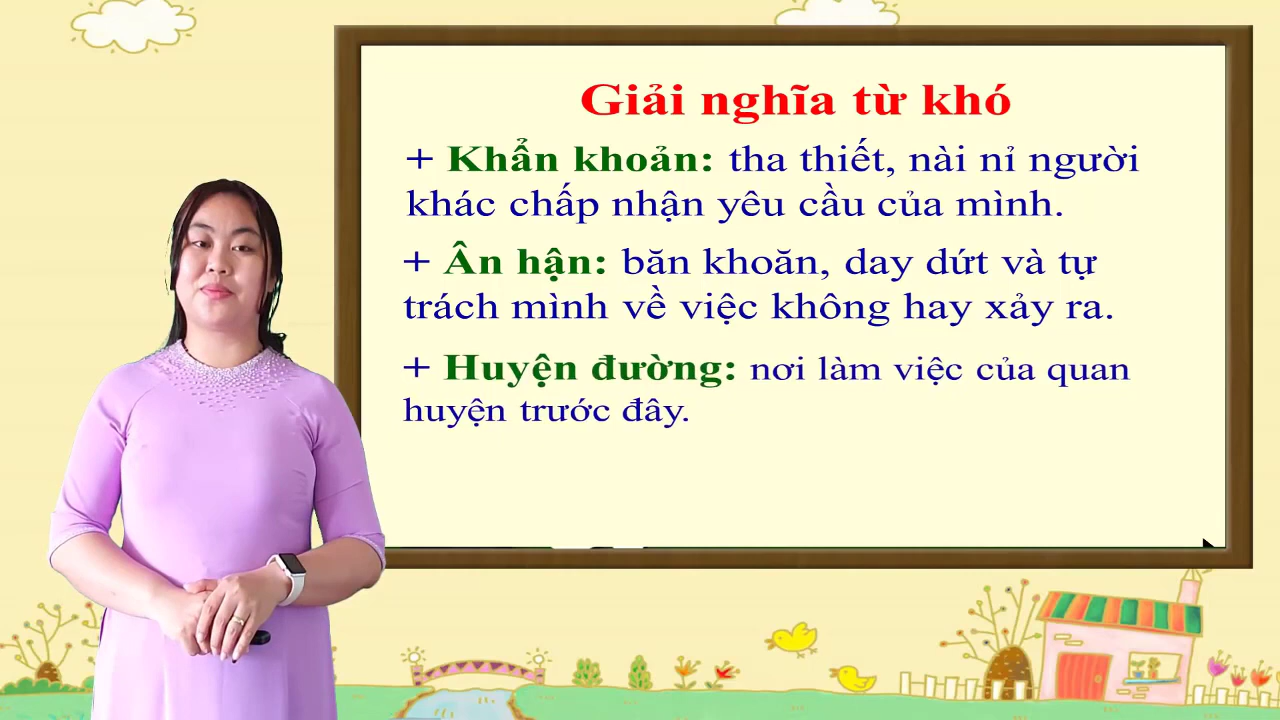 Giải nghĩa từ khó
+ Khẩn khoản: tha thiết, nài nỉ người
khác chấp nhận yêu cầu của mình.
+ Ân hận: băn khoăn, day dứt và tự
trách mình về việc không hay xảy ra.
+ Huyện đường: nơi làm việc của quan
huyện trước đây.